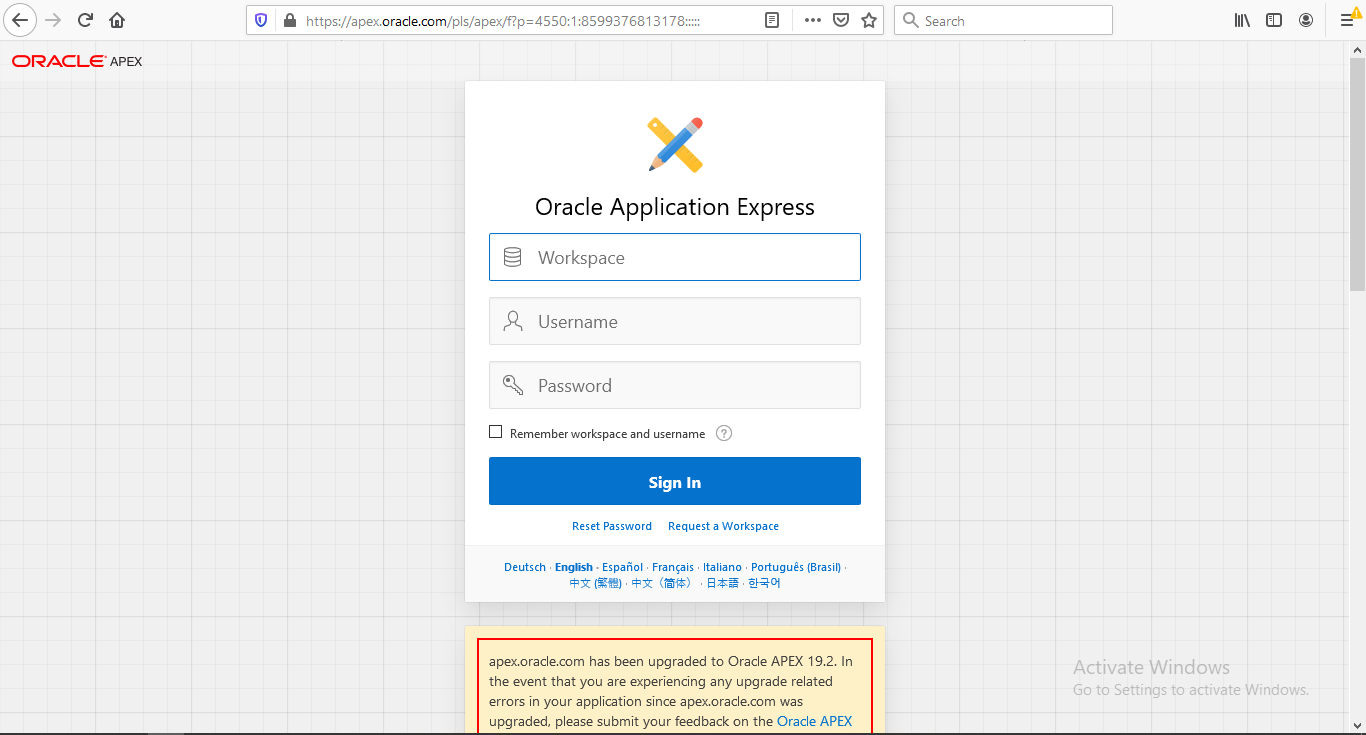 https://apex.oracle.com/pls/apex/f?p=4550:1:8599376813178:::::
Search
ORACLE APEX
Oracle Application Express
Workspace
Username
Password
Remember workspace and username ?
Sign In
Reset Password Request a Workspace
Deutsch · English · Español · Français · Italiano · Português (Brasil) ·
中文 (繁體) · 中文（简体） · 日本語 · 한국어
apex.oracle.com has been upgraded to Oracle APEX 19.2. In
the event that you are experiencing any upgrade related
errors in your application since apex.oracle.com was
upgraded, please submit your feedback on the Oracle APEX
Activate Windows
Go to Settings to activate Windows.